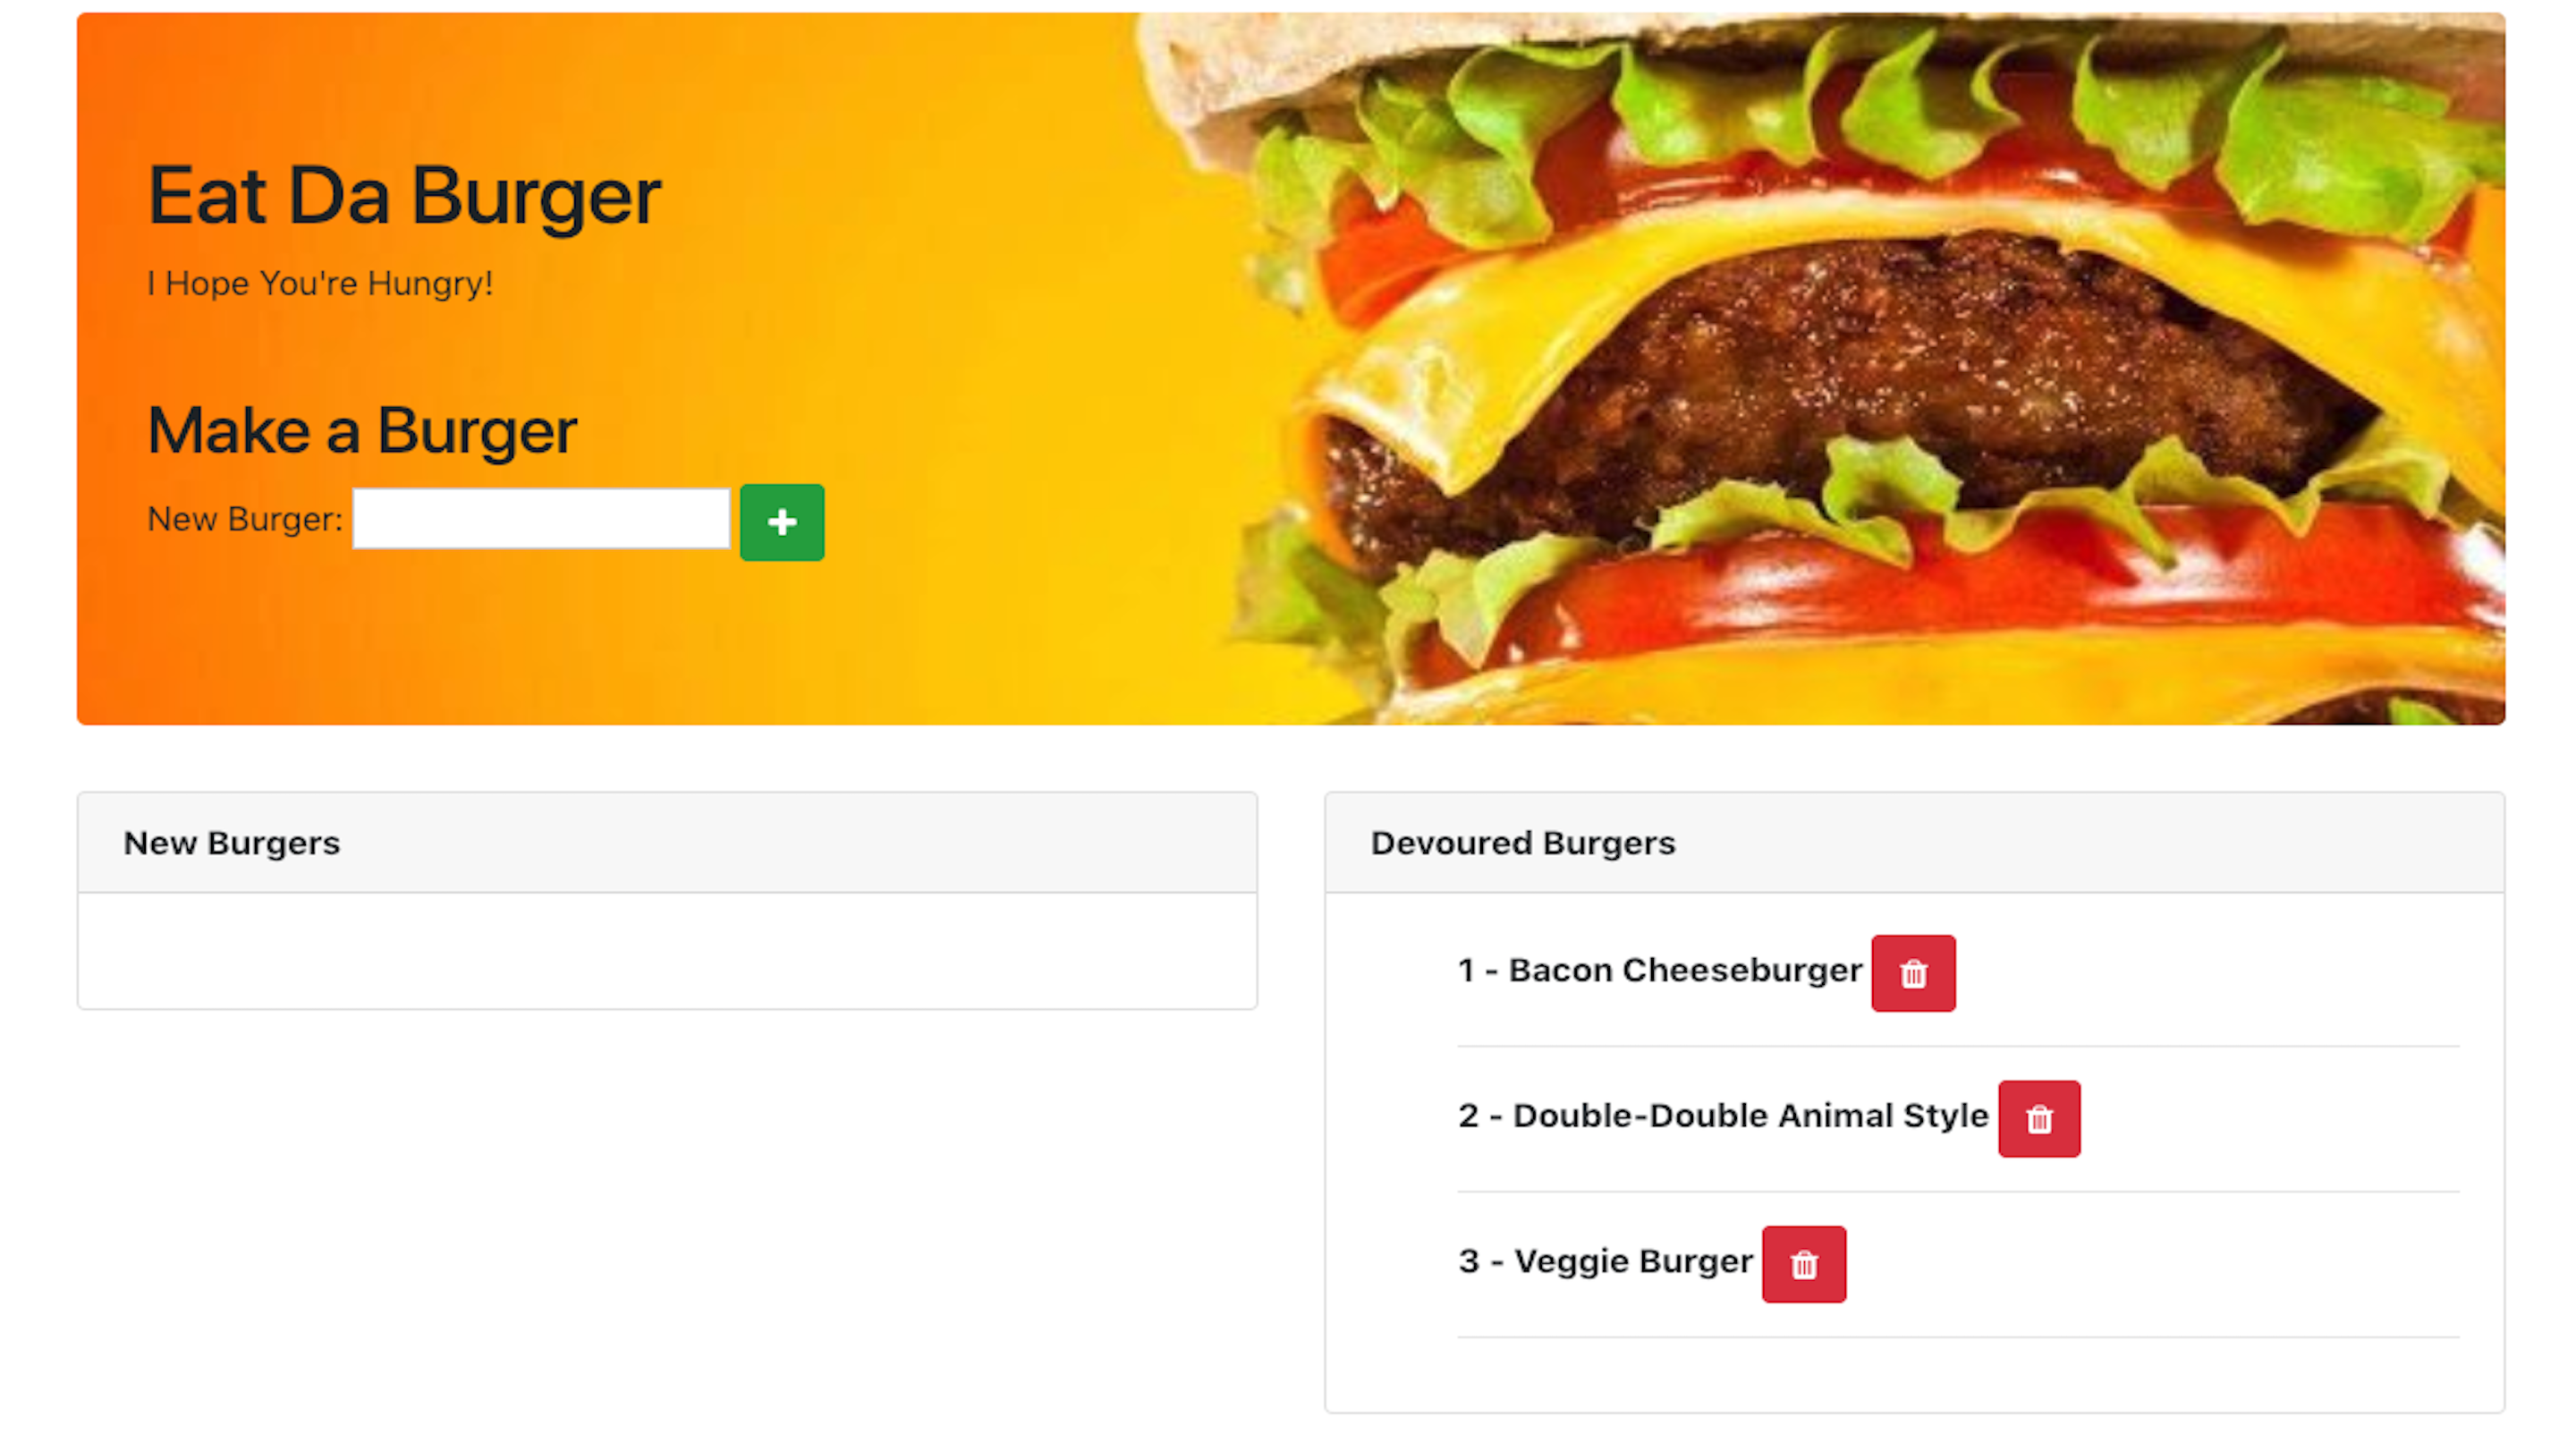 Eat Da Burger
I Hope You're Hungry!
Make a Burger
New Burger:
New Burgers
Devoured Burgers
1 - Bacon Cheeseburger
2 - Double-Double Animal Style
3 - Veggie Burger